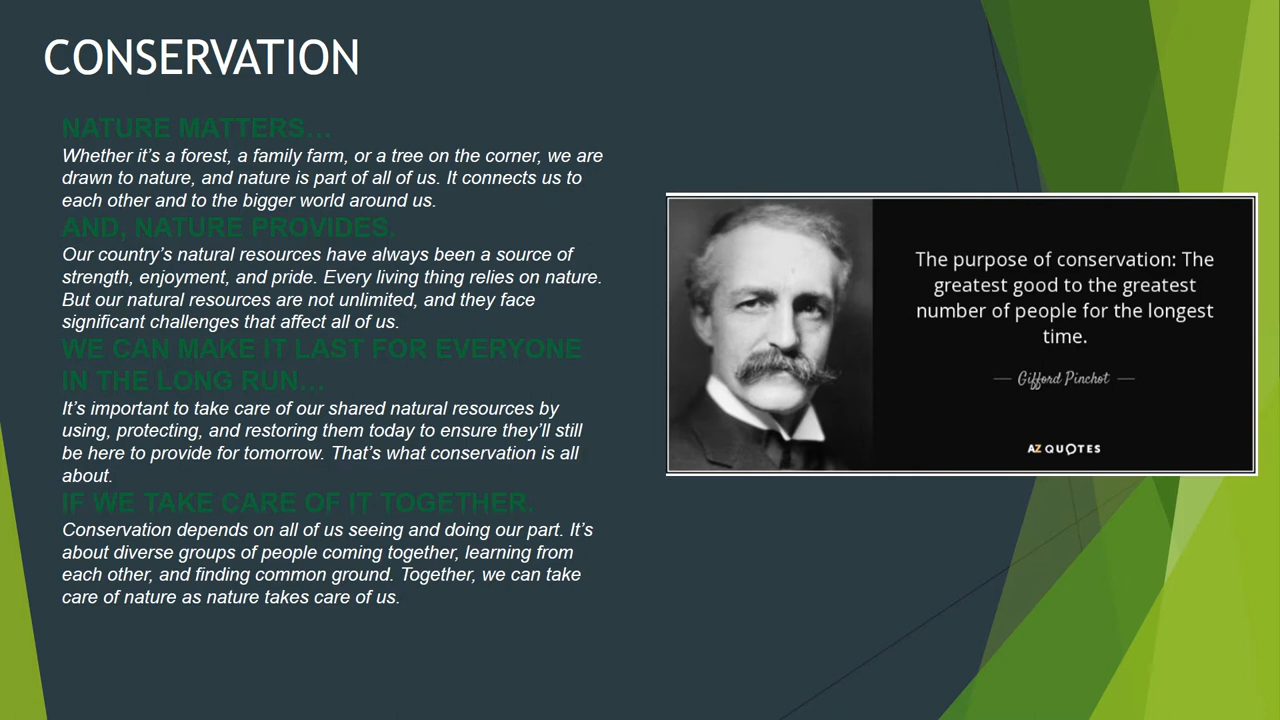 CONSERVATION
NATURE MATTERS…
Whether it’s a forest, a family farm, or a tree on the corner, we are
drawn to nature, and nature is part of all of us. It connects us to
each other and to the bigger world around us.
AND, NATURE PROVIDES.
Our country’s natural resources have always been a source of
strength, enjoyment, and pride. Every living thing relies on nature.
But our natural resources are not unlimited, and they face
significant challenges that affect all of us.
WE CAN MAKE IT LAST FOR EVERYONE
IN THE LONG RUN…
It’s important to take care of our shared natural resources by
using, protecting, and restoring them today to ensure they’ll still
be here to provide for tomorrow. That’s what conservation is all
about.
IF WE TAKE CARE OF IT TOGETHER.
Conservation depends on all of us seeing and doing our part. It’s
about diverse groups of people coming together, learning from
each other, and finding common ground. Together, we can take
care of nature as nature takes care of us.
The purpose of conservation: The
greatest good to the greatest
number of people for the longest
time.
— Gifford Pinchot —
AZ QUOTES